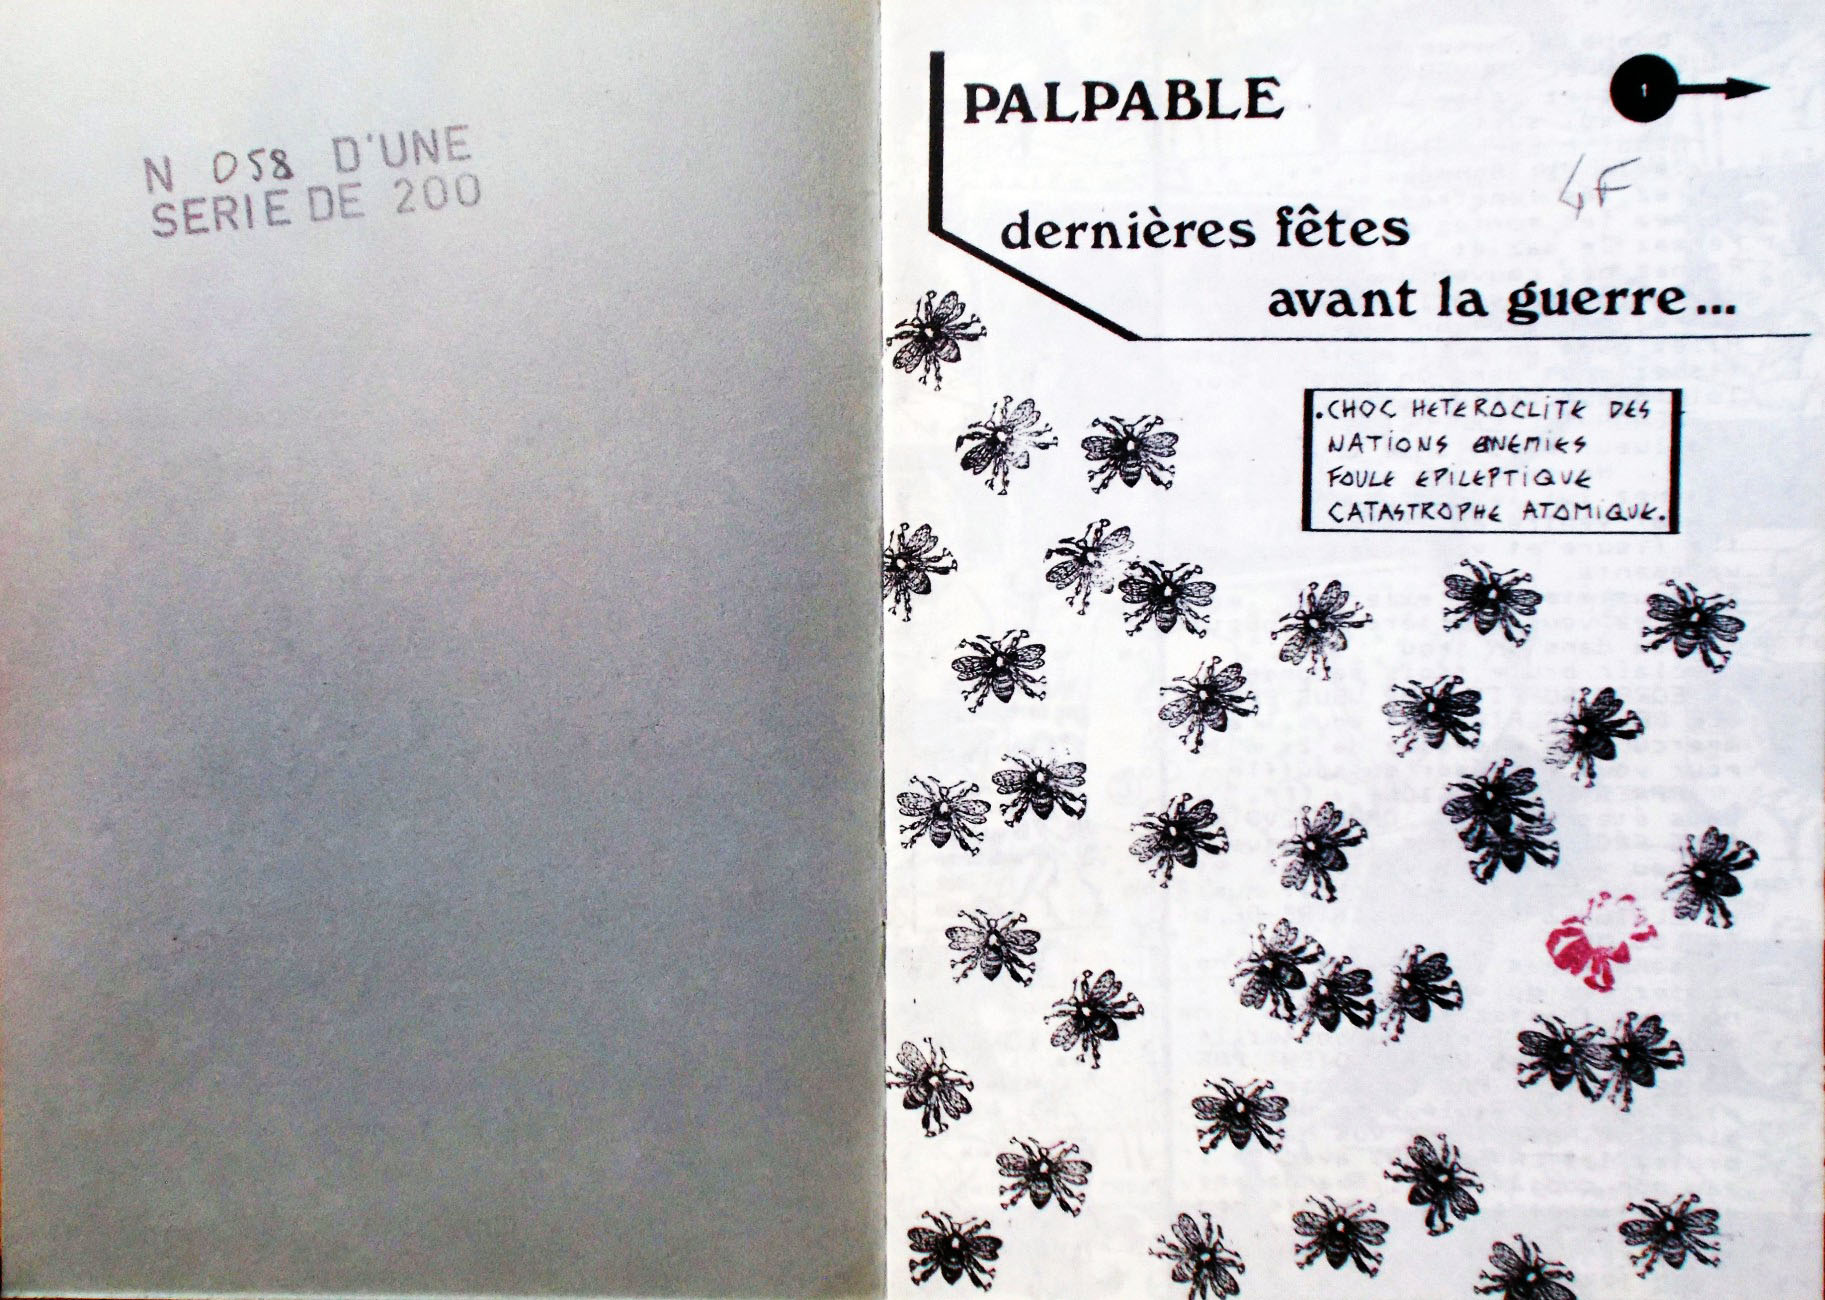 N 058 D'UNE
SERIE DE 200
PALPABLE
1
4F
dernières fêtes
avant la guerre...
.CHOC HETEROCLITE DES
NATIONS ENNEMIES
FOULE EPILEPTIQUE
CATASTROPHE ATOMIQUE.